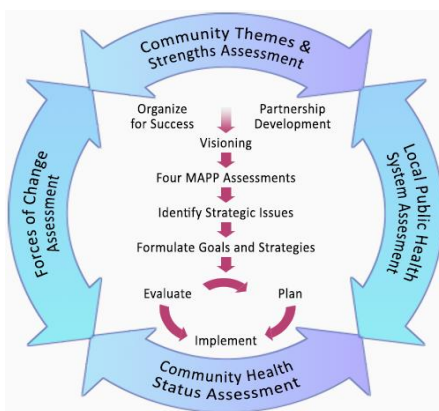 Community Themes &
Strengths Assessment
Organize
for Success
Partnership
Development
Visioning
Four MAPP Assessments
Identify Strategic Issues
Formulate Goals and Strategies
Evaluate
Plan
Implement
Forces of Change
Assessment
Local Public Health
System Assessment
Community Health
Status Assessment